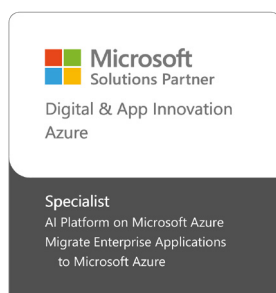 Microsoft
Solutions Partner
Digital & App Innovation
Azure
Specialist
AI Platform on Microsoft Azure
Migrate Enterprise Applications
to Microsoft Azure